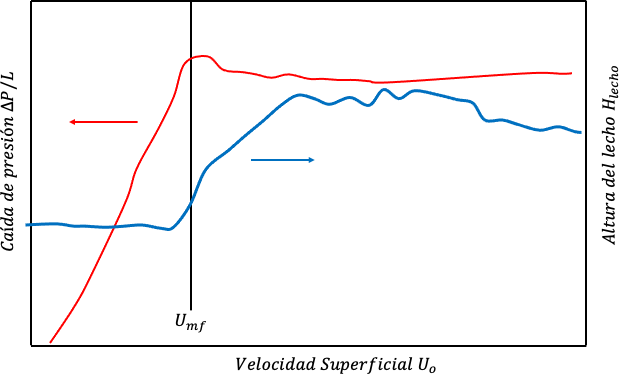 Caída de presión ΔP/L
Altura del lecho H_lecho
U_mf
Velocidad Superficial U_o